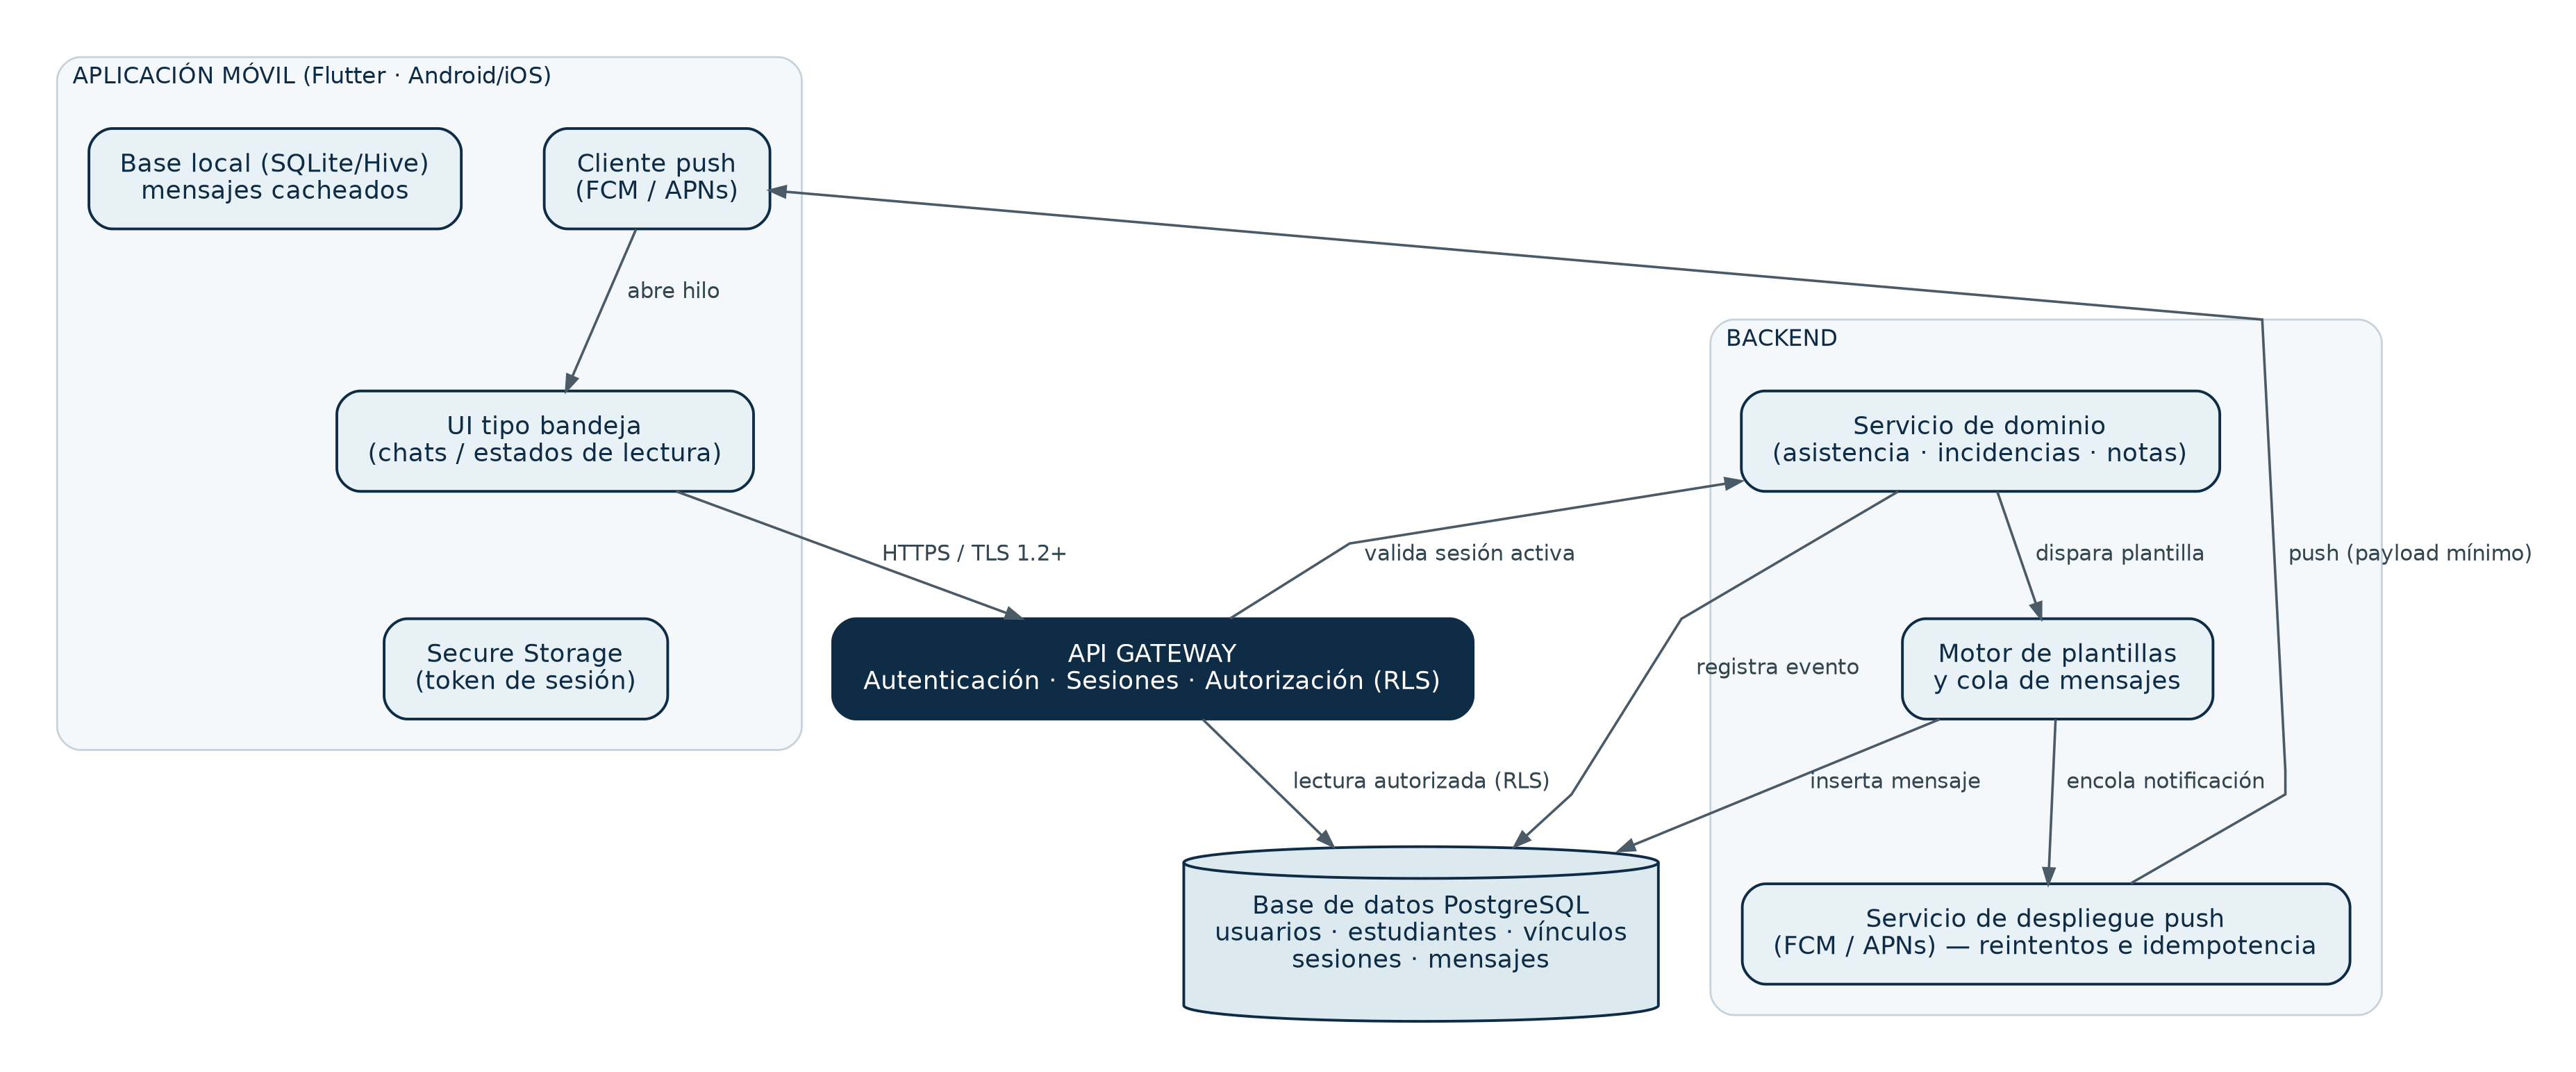 APLICACIÓN MÓVIL (Flutter · Android/iOS)
Base local (SQLite/Hive)
mensajes cacheados
Cliente push
(FCM / APNs)
abre hilo
UI tipo bandeja
(chats / estados de lectura)
HTTPS / TLS 1.2+
Secure Storage
(token de sesión)
API GATEWAY
Autenticación · Sesiones · Autorización (RLS)
valida sesión activa
lectura autorizada (RLS)
BACKEND
Servicio de dominio
(asistencia · incidencias · notas)
dispara plantilla
push (payload mínimo)
registra evento
Motor de plantillas
y cola de mensajes
inserta mensaje
encola notificación
Base de datos PostgreSQL
usuarios · estudiantes · vínculos
sesiones · mensajes
Servicio de despliegue push
(FCM / APNs) — reintentos e idempotencia